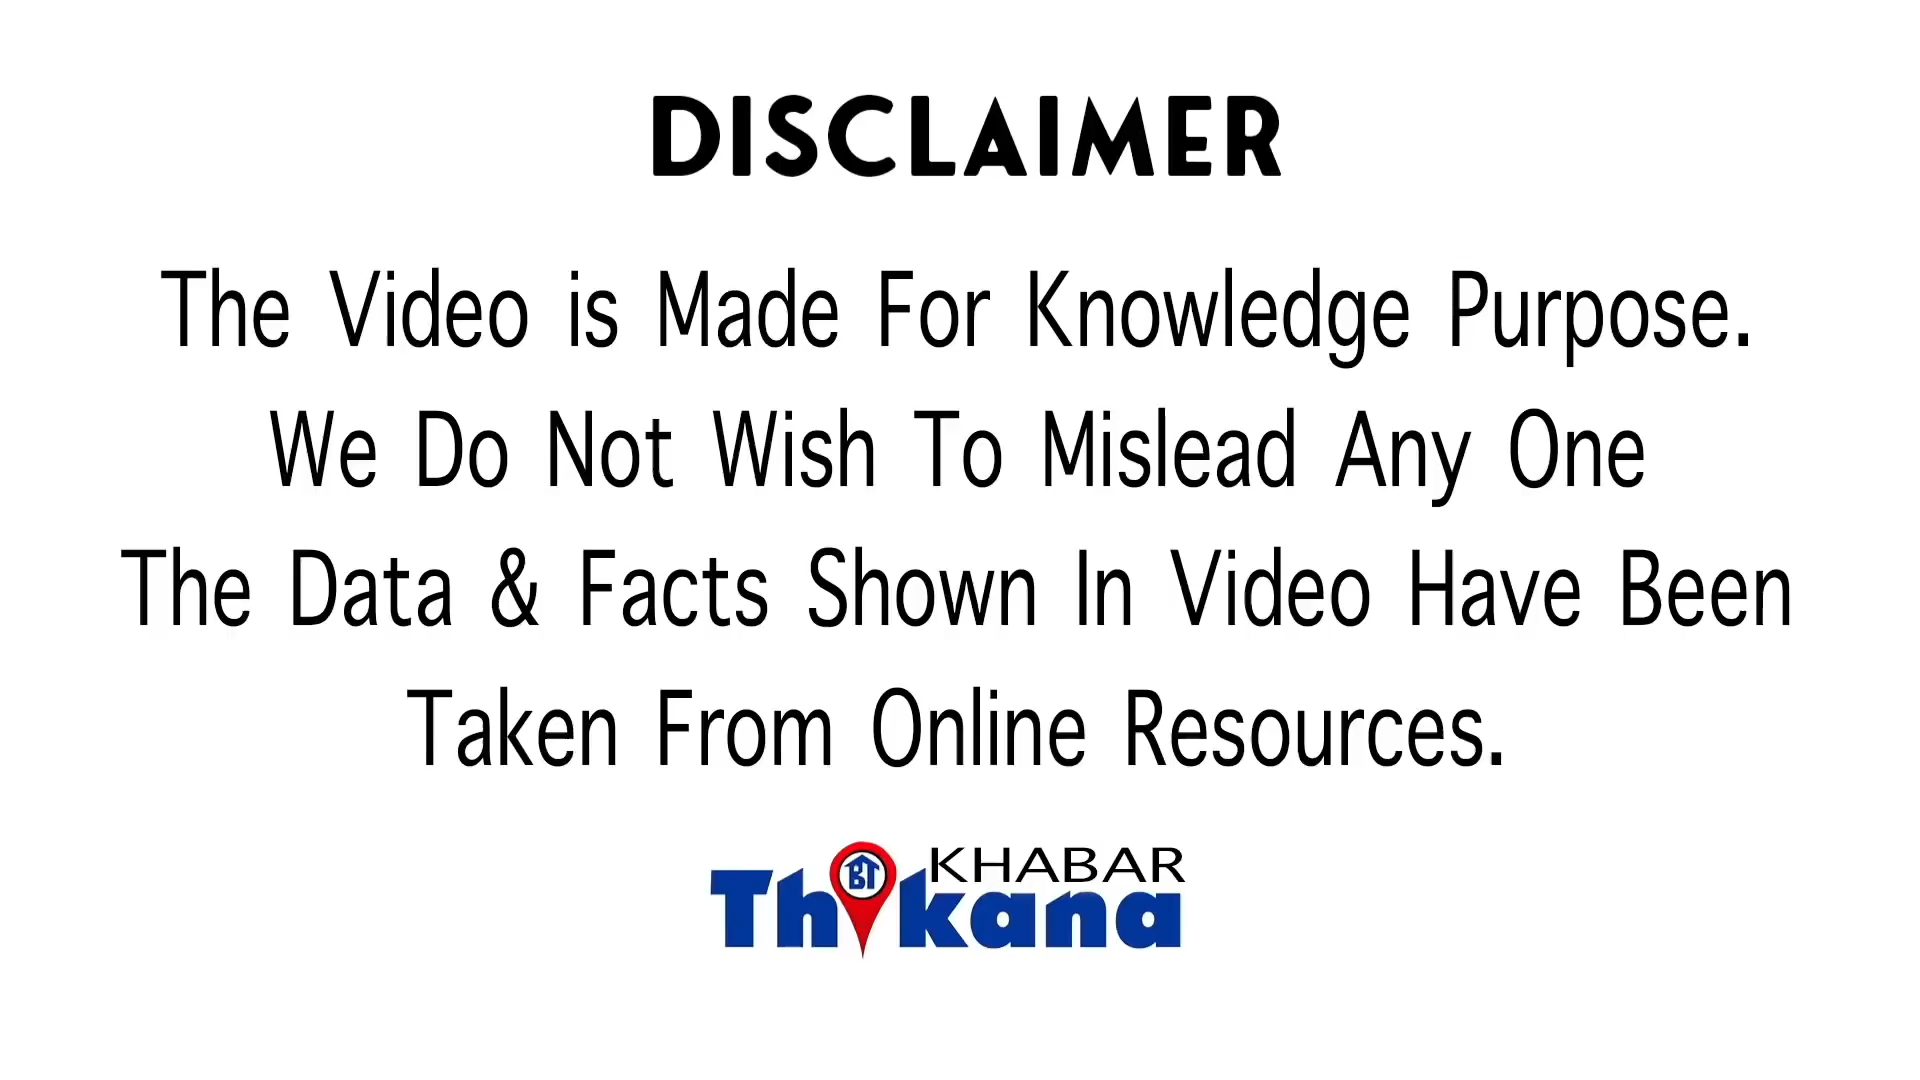 DISCLAIMER
The Video is Made For Knowledge Purpose.
We Do Not Wish To Mislead Any One
The Data & Facts Shown In Video Have Been
Taken From Online Resources.
KHABAR
BT
Thikana